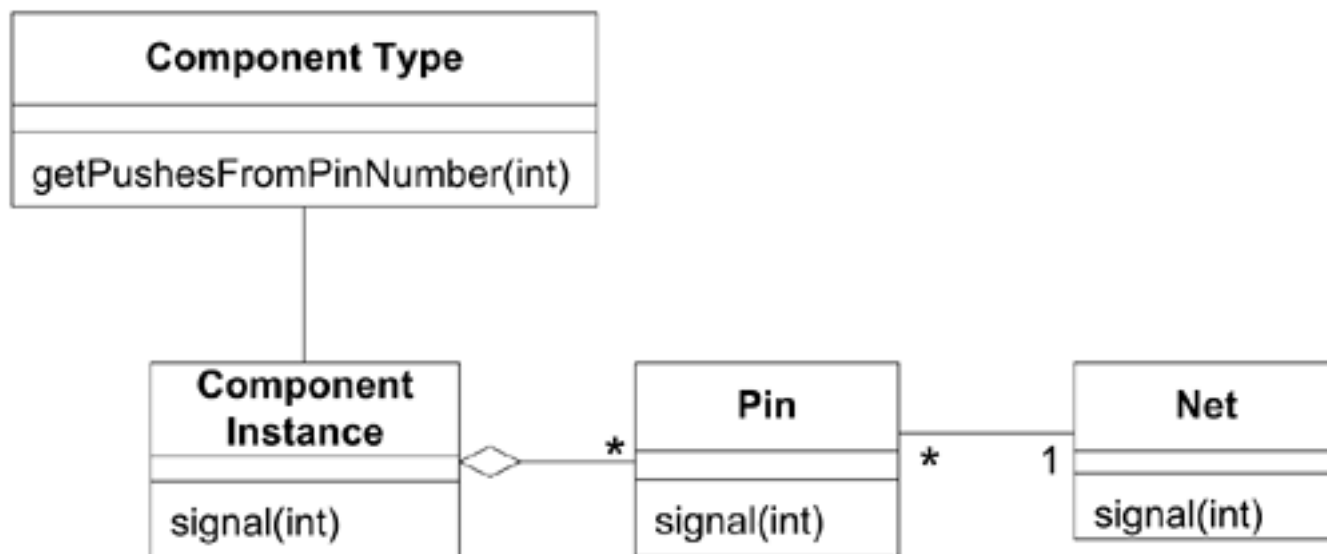 Component Type
getPushesFromPinNumber(int)
Component
Instance
signal(int)
*
Pin
signal(int)
*
1
Net
signal(int)